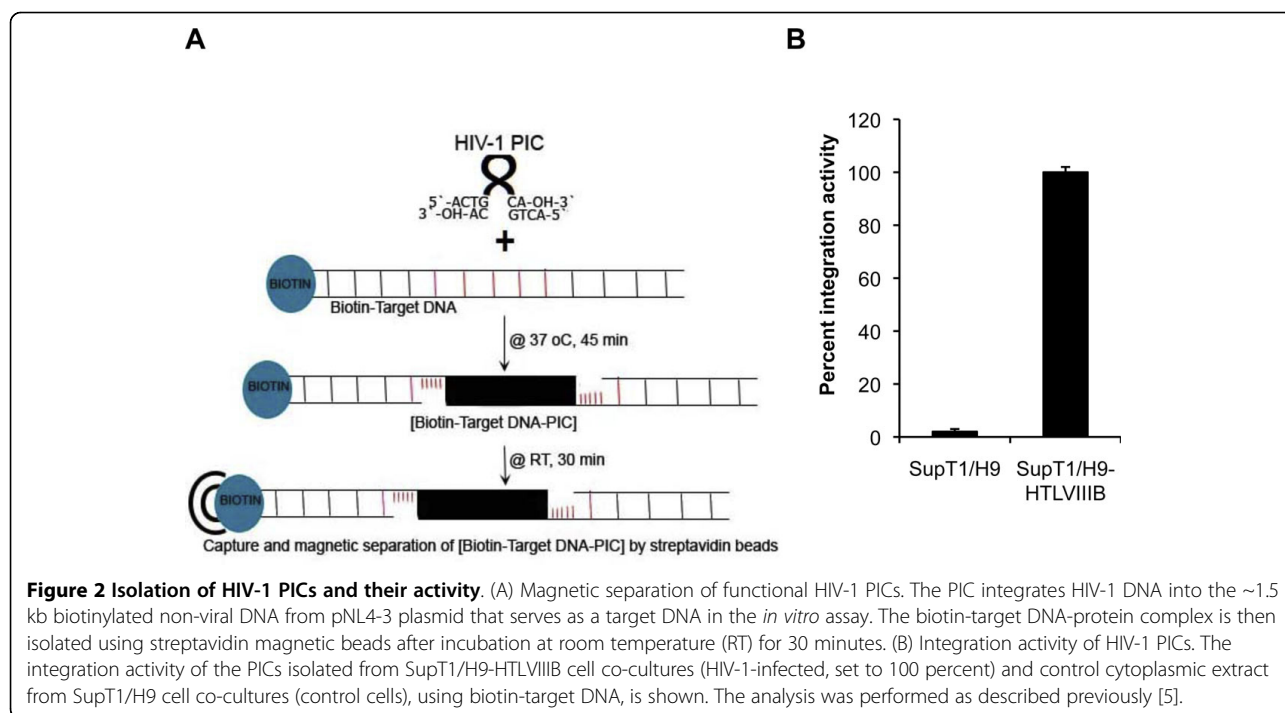 A
HIV-1 PIC
5`-ACTG CA-OH-3`
3`-OH-AC GTCA-5`
+
BIOTIN
Biotin-Target DNA
@ 37 oC, 45 min
BIOTIN
[Biotin-Target DNA-PIC]
@ RT, 30 min
BIOTIN
Capture and magnetic separation of [Biotin-Target DNA-PIC] by streptavidin beads
B
Percent integration activity
120
100
80
60
40
20
0
SupT1/H9
SupT1/H9-
HTLVIIIB
Figure 2 Isolation of HIV-1 PICs and their activity. (A) Magnetic separation of functional HIV-1 PICs. The PIC integrates HIV-1 DNA into the ~1.5
kb biotinylated non-viral DNA from pNL4-3 plasmid that serves as a target DNA in the in vitro assay. The biotin-target DNA-protein complex is then
isolated using streptavidin magnetic beads after incubation at room temperature (RT) for 30 minutes. (B) Integration activity of HIV-1 PICs. The
integration activity of the PICs isolated from SupT1/H9-HTLVIIIB cell co-cultures (HIV-1-infected, set to 100 percent) and control cytoplasmic extract
from SupT1/H9 cell co-cultures (control cells), using biotin-target DNA, is shown. The analysis was performed as described previously [5].